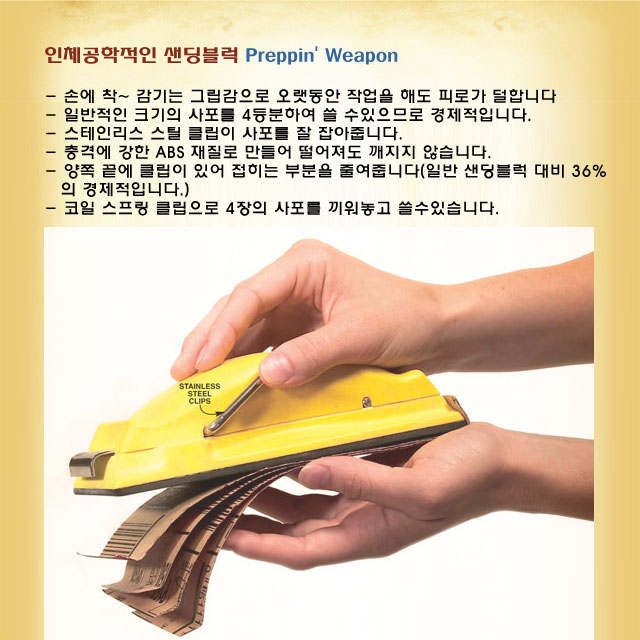 인체공학적인 샌딩블럭 Preppin' Weapon
- 손에 착~ 감기는 그립감으로 오랫동안 작업을 해도 피로가 덜합니다
- 일반적인 크기의 사포를 4등분하여 쓸 수있으므로 경제적입니다.
- 스테인리스 스틸 클립이 사포를 잘 잡아줍니다.
- 충격에 강한 ABS 재질로 만들어 떨어져도 깨지지 않습니다.
- 양쪽 끝에 클립이 있어 접히는 부분을 줄여줍니다(일반 샌딩블럭 대비 36%
의 경제적입니다.)
- 코일 스프링 클립으로 4장의 사포를 끼워놓고 쓸수있습니다.
STAINLESS
STEEL
CLIPS